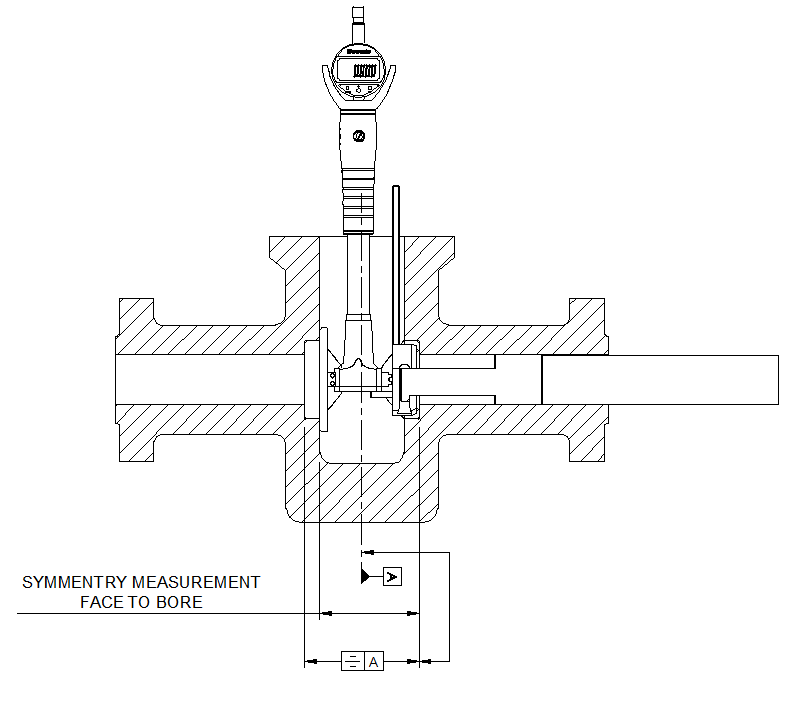 SYMMENTRY MEASUREMENT
FACE TO BORE
A
A